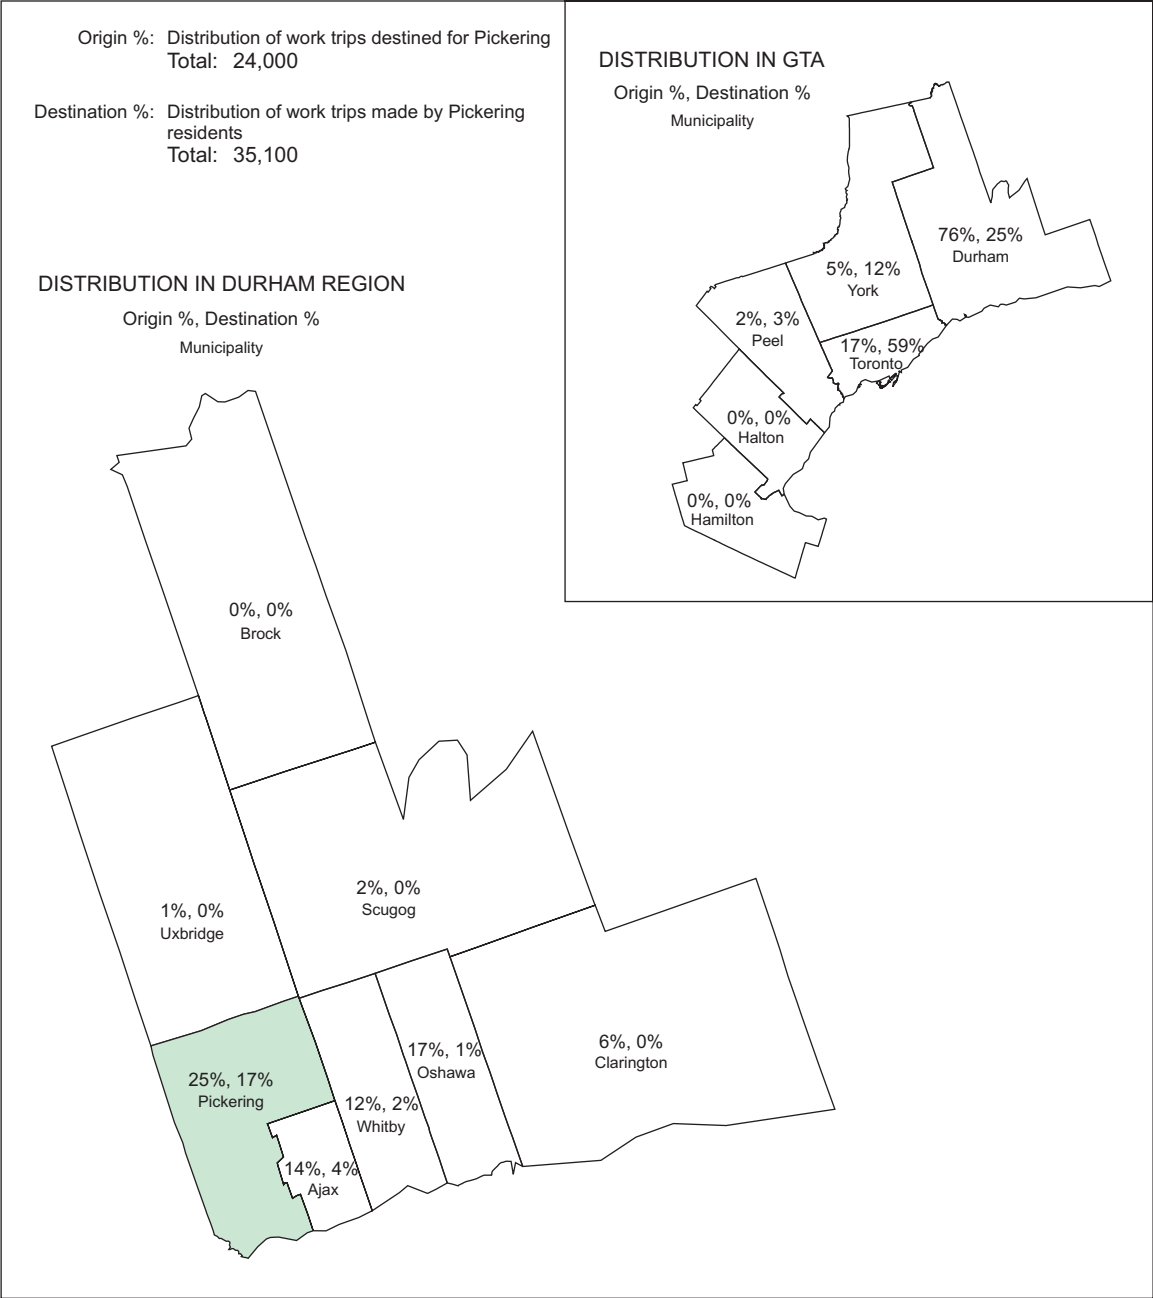 Origin %: Distribution of work trips destined for Pickering
Total: 24,000
Destination %: Distribution of work trips made by Pickering
residents
Total: 35,100
DISTRIBUTION IN GTA
Origin %, Destination %
Municipality
76%, 25%
Durham
5%, 12%
York
2%, 3%
Peel
17%, 59%
Toronto
0%, 0%
Halton
0%, 0%
Hamilton
DISTRIBUTION IN DURHAM REGION
Origin %, Destination %
Municipality
0%, 0%
Brock
2%, 0%
Scugog
1%, 0%
Uxbridge
6%, 0%
Clarington
17%, 1%
Oshawa
25%, 17%
Pickering
12%, 2%
Whitby
14%, 4%
Ajax